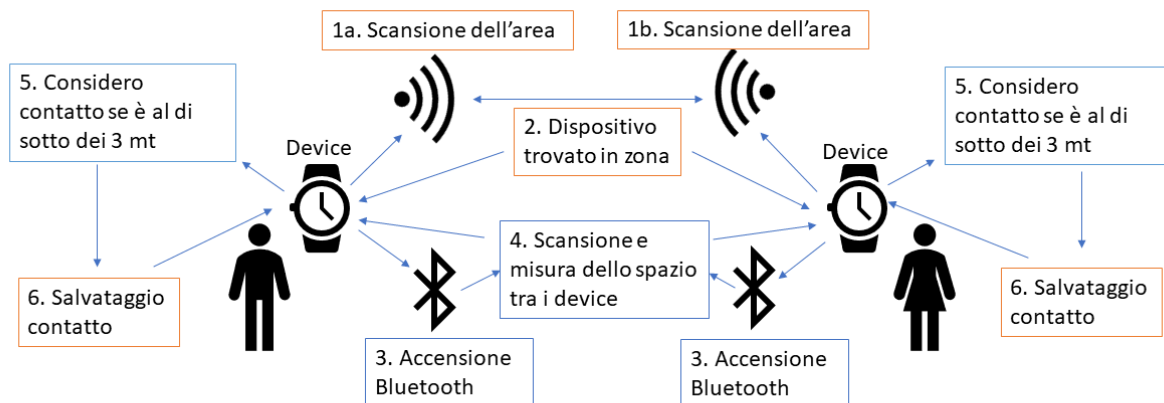 1a. Scansione dell'area
1b. Scansione dell'area
5. Considero
contatto se è al di
sotto dei 3 mt
Device
2. Dispositivo
trovato in zona
Device
5. Considero
contatto se è al di
sotto dei 3 mt
4. Scansione e
misura dello spazio
tra i device
6. Salvataggio
contatto
6. Salvataggio
contatto
3. Accensione
Bluetooth
3. Accensione
Bluetooth